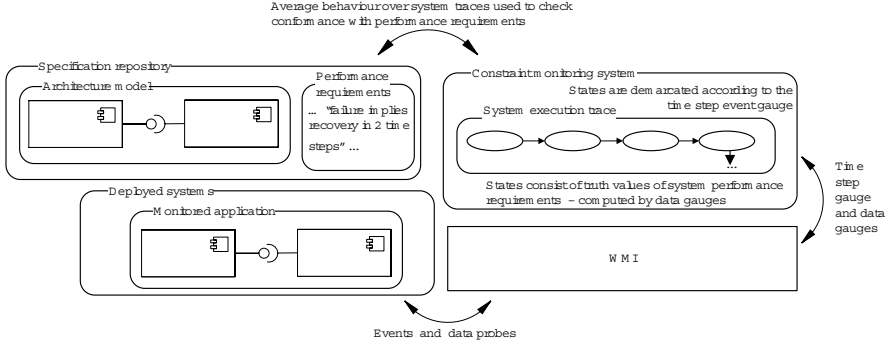 Average behaviour over system traces used to check
conformance with performance requirements
Specification repository
Architecture model
Performance
requirements
... "failure implies
recovery in 2 time
steps" ...
Constraint monitoring system
States are demarcated according to the
time step event gauge
System execution trace
...
States consist of truth values of system performance
requirements – computed by data gauges
Time
step
gauge
and data
gauges
Deployed systems
Monitored application
WMI
Events and data probes